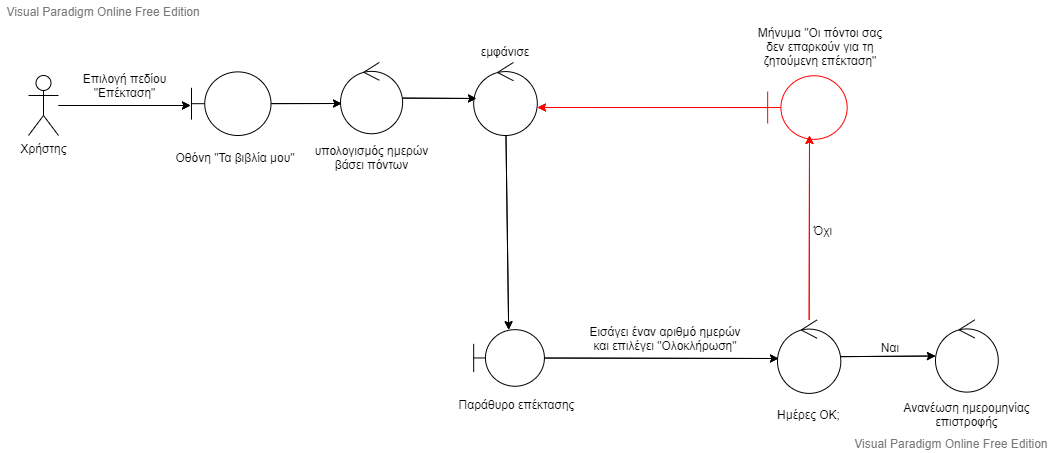 Visual Paradigm Online Free Edition
Μήνυμα "Οι πόντοι σας
δεν επαρκούν για τη
ζητούμενη επέκταση"
εμφάνισε
Επιλογή πεδίου
"Επέκταση"
Χρήστης
Οθόνη "Τα βιβλία μου"
υπολογισμός ημερών
βάσει πόντων
Όχι
Εισάγει έναν αριθμό ημερών
και επιλέγει "Ολοκλήρωση"
Ναι
Παράθυρο επέκτασης
Ημέρες ΟΚ;
Ανανέωση ημερομηνίας
επιστροφής
Visual Paradigm Online Free Edition